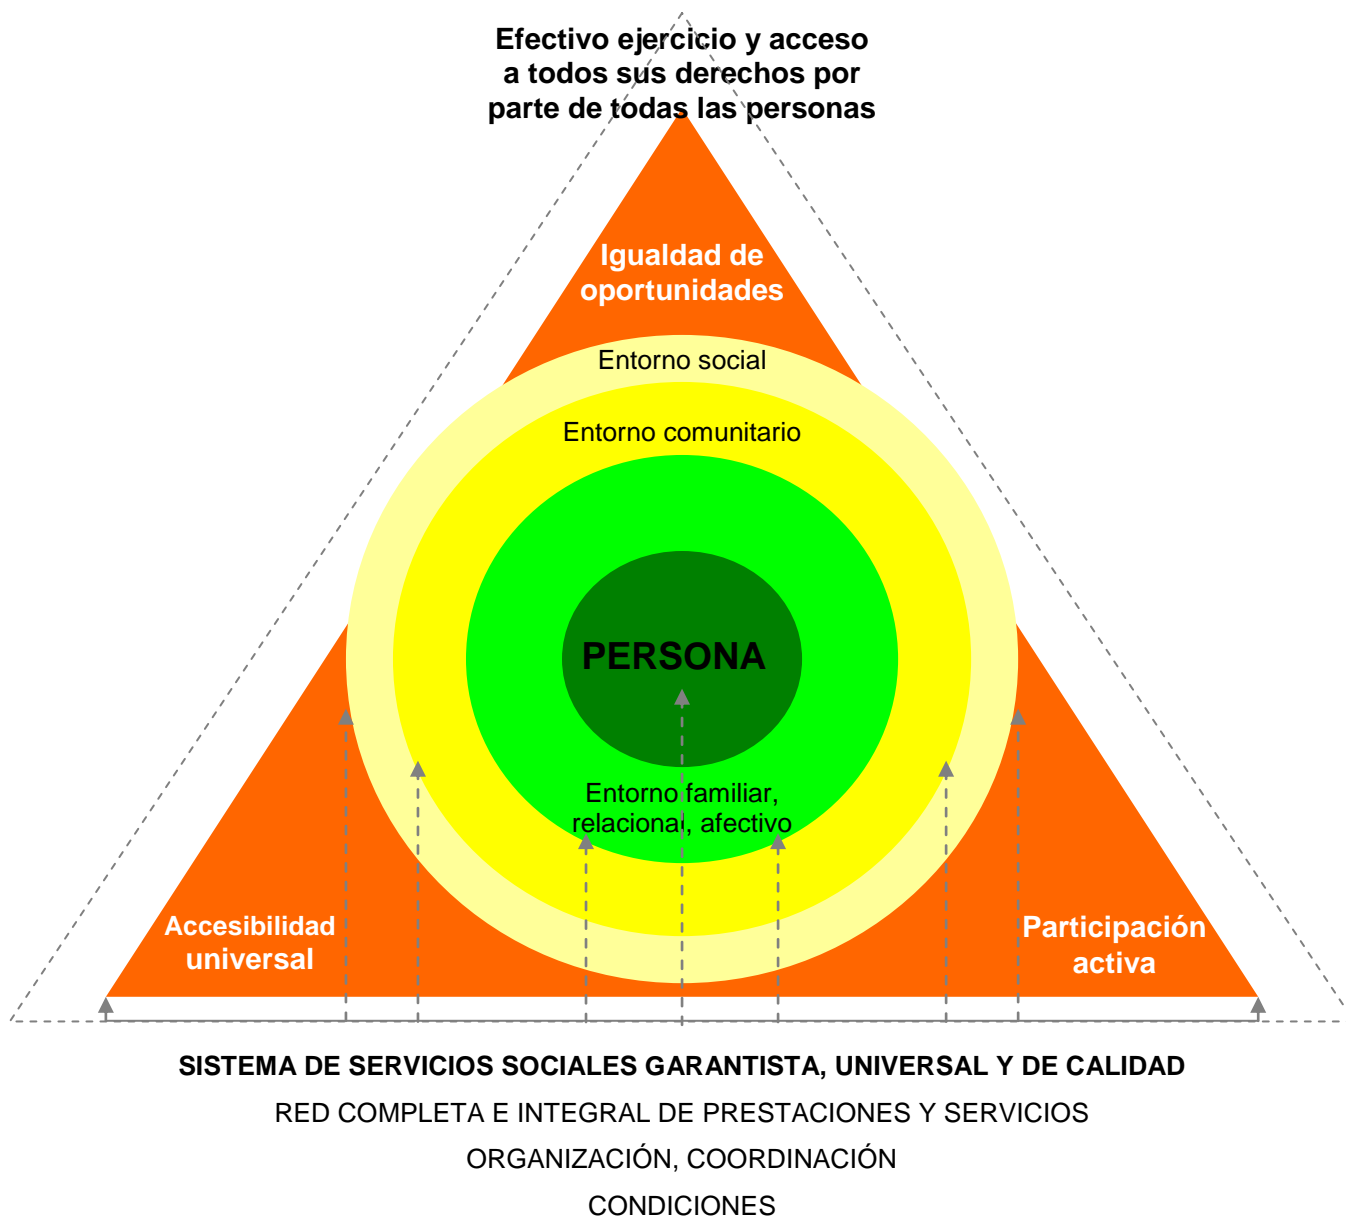 Efectivo ejercicio y acceso
a todos sus derechos por
parte de todas las personas
Igualdad de
oportunidades
Entorno social
Entorno comunitario
PERSONA
Entorno familiar,
relacional, afectivo
Accesibilidad
universal
Participación
activa
SISTEMA DE SERVICIOS SOCIALES GARANTISTA, UNIVERSAL Y DE CALIDAD
RED COMPLETA E INTEGRAL DE PRESTACIONES Y SERVICIOS
ORGANIZACIÓN, COORDINACIÓN
CONDICIONES